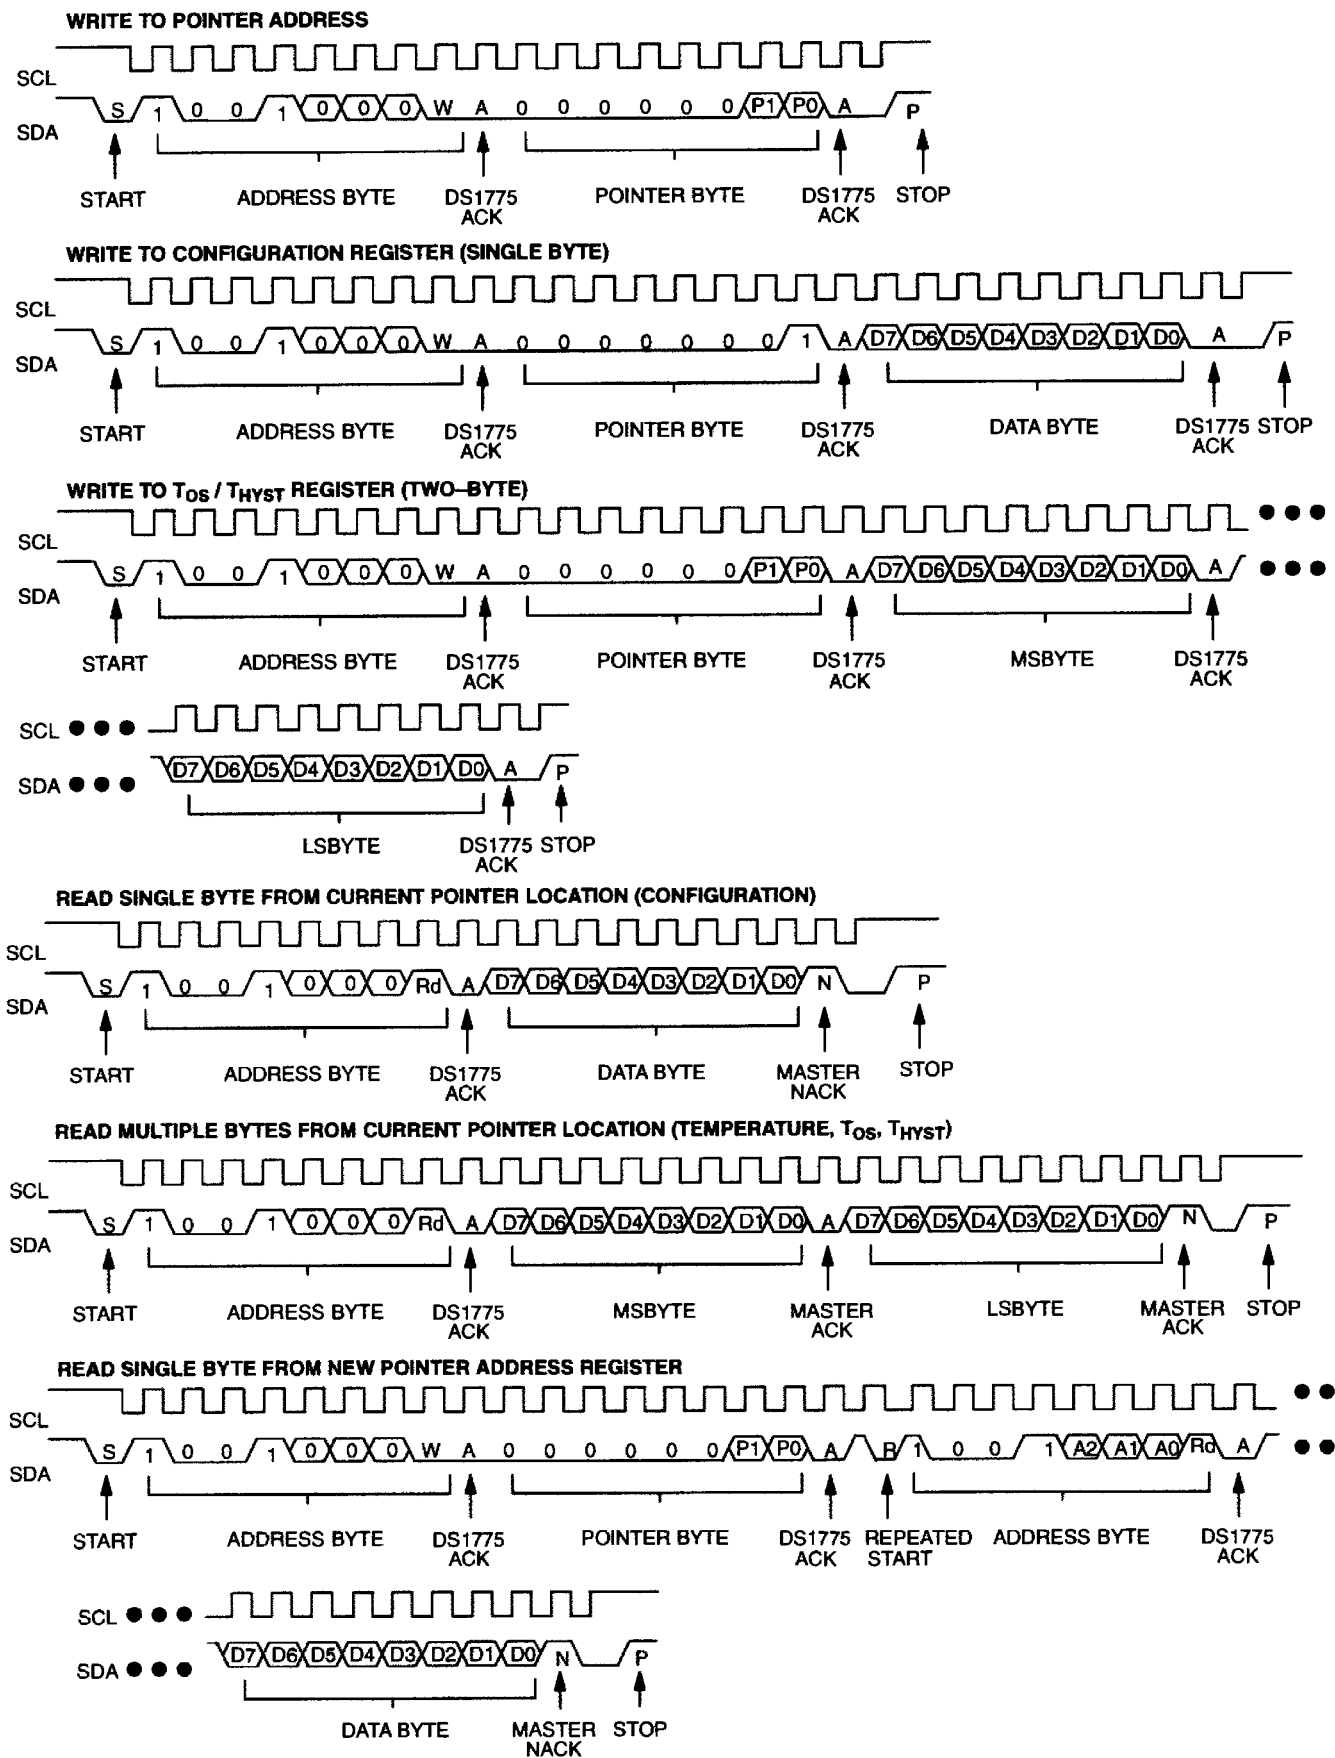 WRITE TO POINTER ADDRESS
SCL
SDA
S 1 0 0 1 0 0 0 W A 0 0 0 0 0 0 P1 P0 A P
START ADDRESS BYTE DS1775 ACK POINTER BYTE DS1775 ACK STOP
WRITE TO CONFIGURATION REGISTER (SINGLE BYTE)
SCL
SDA
S 1 0 0 1 0 0 0 W A 0 0 0 0 0 0 0 1 A D7 D6 D5 D4 D3 D2 D1 D0 A P
START ADDRESS BYTE DS1775 ACK POINTER BYTE DS1775 ACK DATA BYTE DS1775 ACK STOP
WRITE TO TOS / THYST REGISTER (TWO–BYTE)
SCL
SDA
S 1 0 0 1 0 0 0 W A 0 0 0 0 0 0 P1 P0 A D7 D6 D5 D4 D3 D2 D1 D0 A
START ADDRESS BYTE DS1775 ACK POINTER BYTE DS1775 ACK MSBYTE DS1775 ACK
SCL
SDA
D7 D6 D5 D4 D3 D2 D1 D0 A P
LSBYTE DS1775 ACK STOP
READ SINGLE BYTE FROM CURRENT POINTER LOCATION (CONFIGURATION)
SCL
SDA
S 1 0 0 1 0 0 0 Rd A D7 D6 D5 D4 D3 D2 D1 D0 N P
START ADDRESS BYTE DS1775 ACK DATA BYTE MASTER NACK STOP
READ MULTIPLE BYTES FROM CURRENT POINTER LOCATION (TEMPERATURE, TOS, THYST)
SCL
SDA
S 1 0 0 1 0 0 0 Rd A D7 D6 D5 D4 D3 D2 D1 D0 A D7 D6 D5 D4 D3 D2 D1 D0 N P
START ADDRESS BYTE DS1775 ACK MSBYTE MASTER ACK LSBYTE MASTER ACK STOP
READ SINGLE BYTE FROM NEW POINTER ADDRESS REGISTER
SCL
SDA
S 1 0 0 1 0 0 0 W A 0 0 0 0 0 0 P1 P0 A R 1 0 0 1 A2 A1 A0 Rd A
START ADDRESS BYTE DS1775 ACK POINTER BYTE DS1775 ACK REPEATED START ADDRESS BYTE DS1775 ACK
SCL
SDA
D7 D6 D5 D4 D3 D2 D1 D0 N P
DATA BYTE MASTER NACK STOP